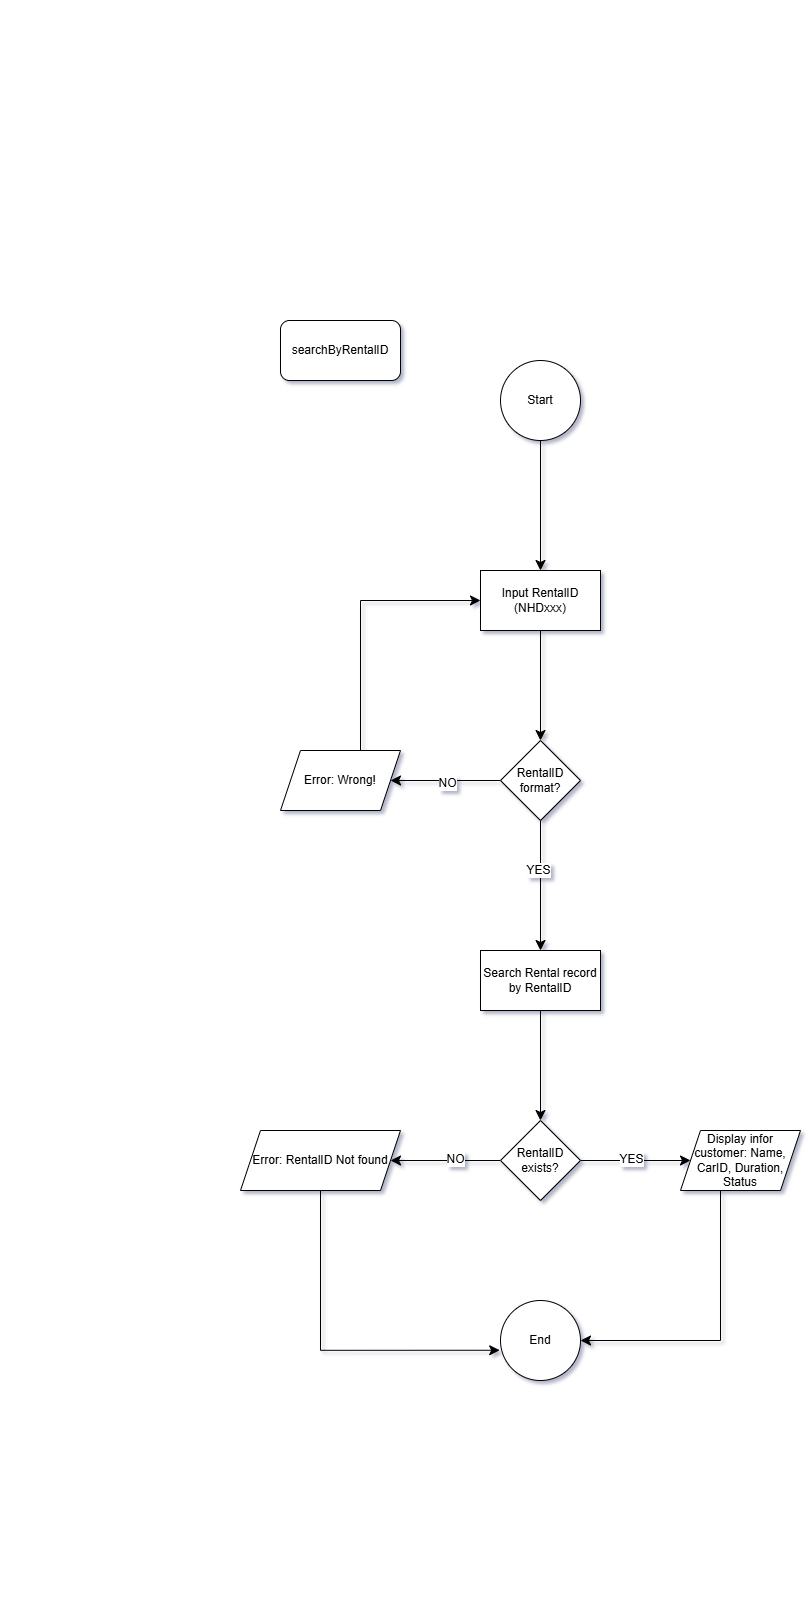 searchByRentalID
Start
Input RentalID
(NHDxxx)
Error: Wrong!
NO
RentalID
format?
YES
Search Rental record
by RentalID
Error: RentalID Not found
NO
RentalID
exists?
YES
Display infor
customer: Name,
CarID, Duration,
Status
End